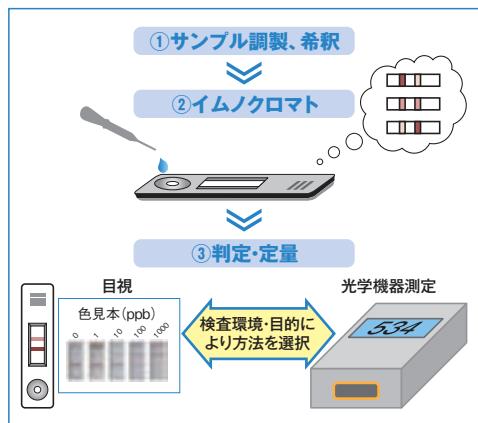 ①サンプル調製、希釈
②イムノクロマト
③判定・定量
目視
光学機器測定
色見本（ppb）
0 1 10 100 1000
検査環境・目的に
より方法を選択
534